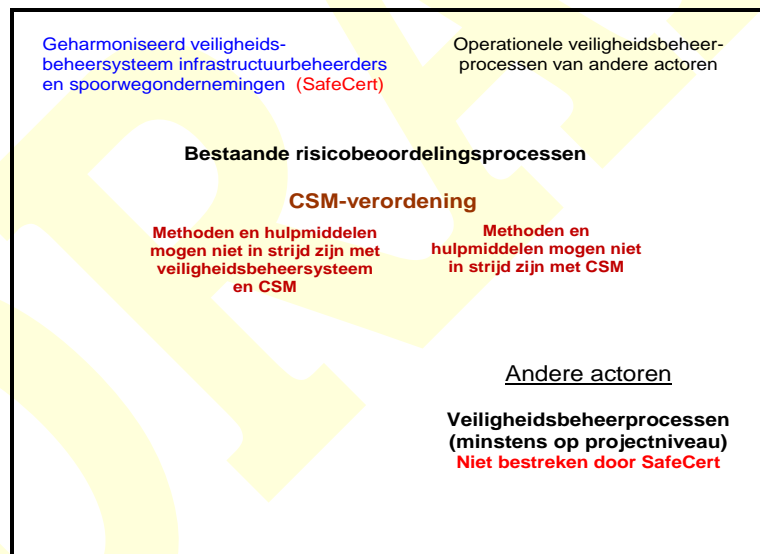 Geharmoniseerd veiligheids-
beheersysteem infrastructuurbeheerders
en spoorwegondernemingen (SafeCert)
Operationele veiligheidsbeheer-
processen van andere actoren
Bestaande risicobeoordelingsprocessen
CSM-verordening
Methoden en hulpmiddelen
mogen niet in strijd zijn met
veiligheidsbeheersysteem
en CSM
Methoden en
hulpmiddelen mogen niet
in strijd zijn met CSM
Andere actoren
Veiligheidsbeheerprocessen
(minstens op projectniveau)
Niet bestreken door SafeCert